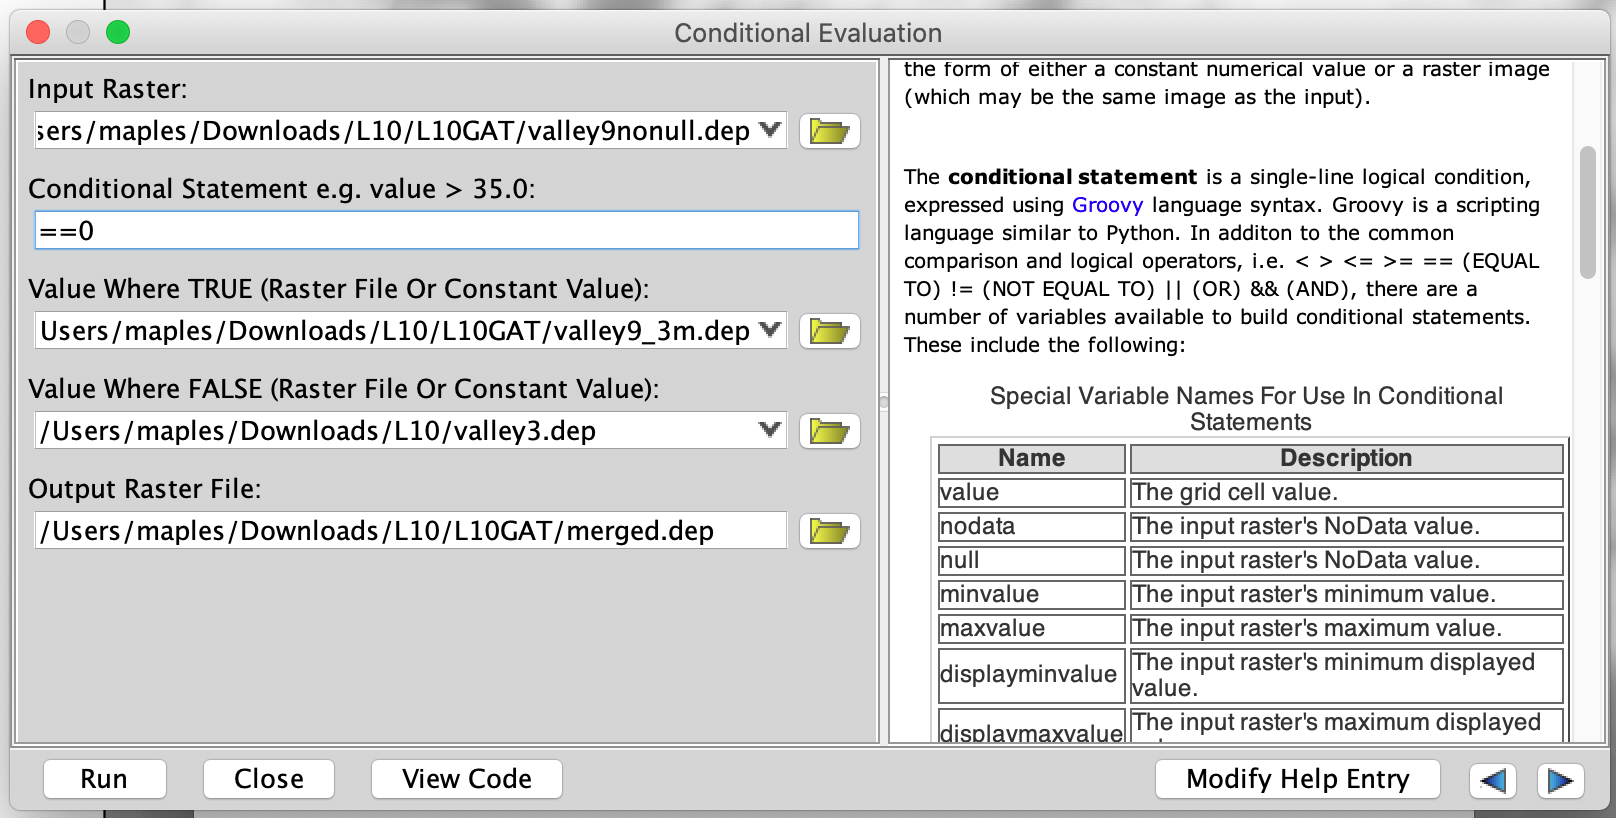 Conditional Evaluation
Input Raster:
sers/maples/Downloads/L10/L10GAT/valley9nonull.dep
Conditional Statement e.g. value > 35.0:
==0
Value Where TRUE (Raster File Or Constant Value):
Users/maples/Downloads/L10/L10GAT/valley9_3m.dep
Value Where FALSE (Raster File Or Constant Value):
/Users/maples/Downloads/L10/valley3.dep
Output Raster File:
/Users/maples/Downloads/L10/L10GAT/merged.dep
the form of either a constant numerical value or a raster image
(which may be the same image as the input).
The conditional statement is a single-line logical condition,
expressed using Groovy language syntax. Groovy is a scripting
language similar to Python. In additon to the common
comparison and logical operators, i.e. < > <= >= == (EQUAL
TO) != (NOT EQUAL TO) || (OR) && (AND), there are a
number of variables available to build conditional statements.
These include the following:
Special Variable Names For Use In Conditional
Statements
Name Description
value The grid cell value.
nodata The input raster's NoData value.
null The input raster's NoData value.
minvalue The input raster's minimum value.
maxvalue The input raster's maximum value.
displayminvalue The input raster's minimum displayed
value.
displaymaxvalue The input raster's maximum displayed
Run Close View Code Modify Help Entry